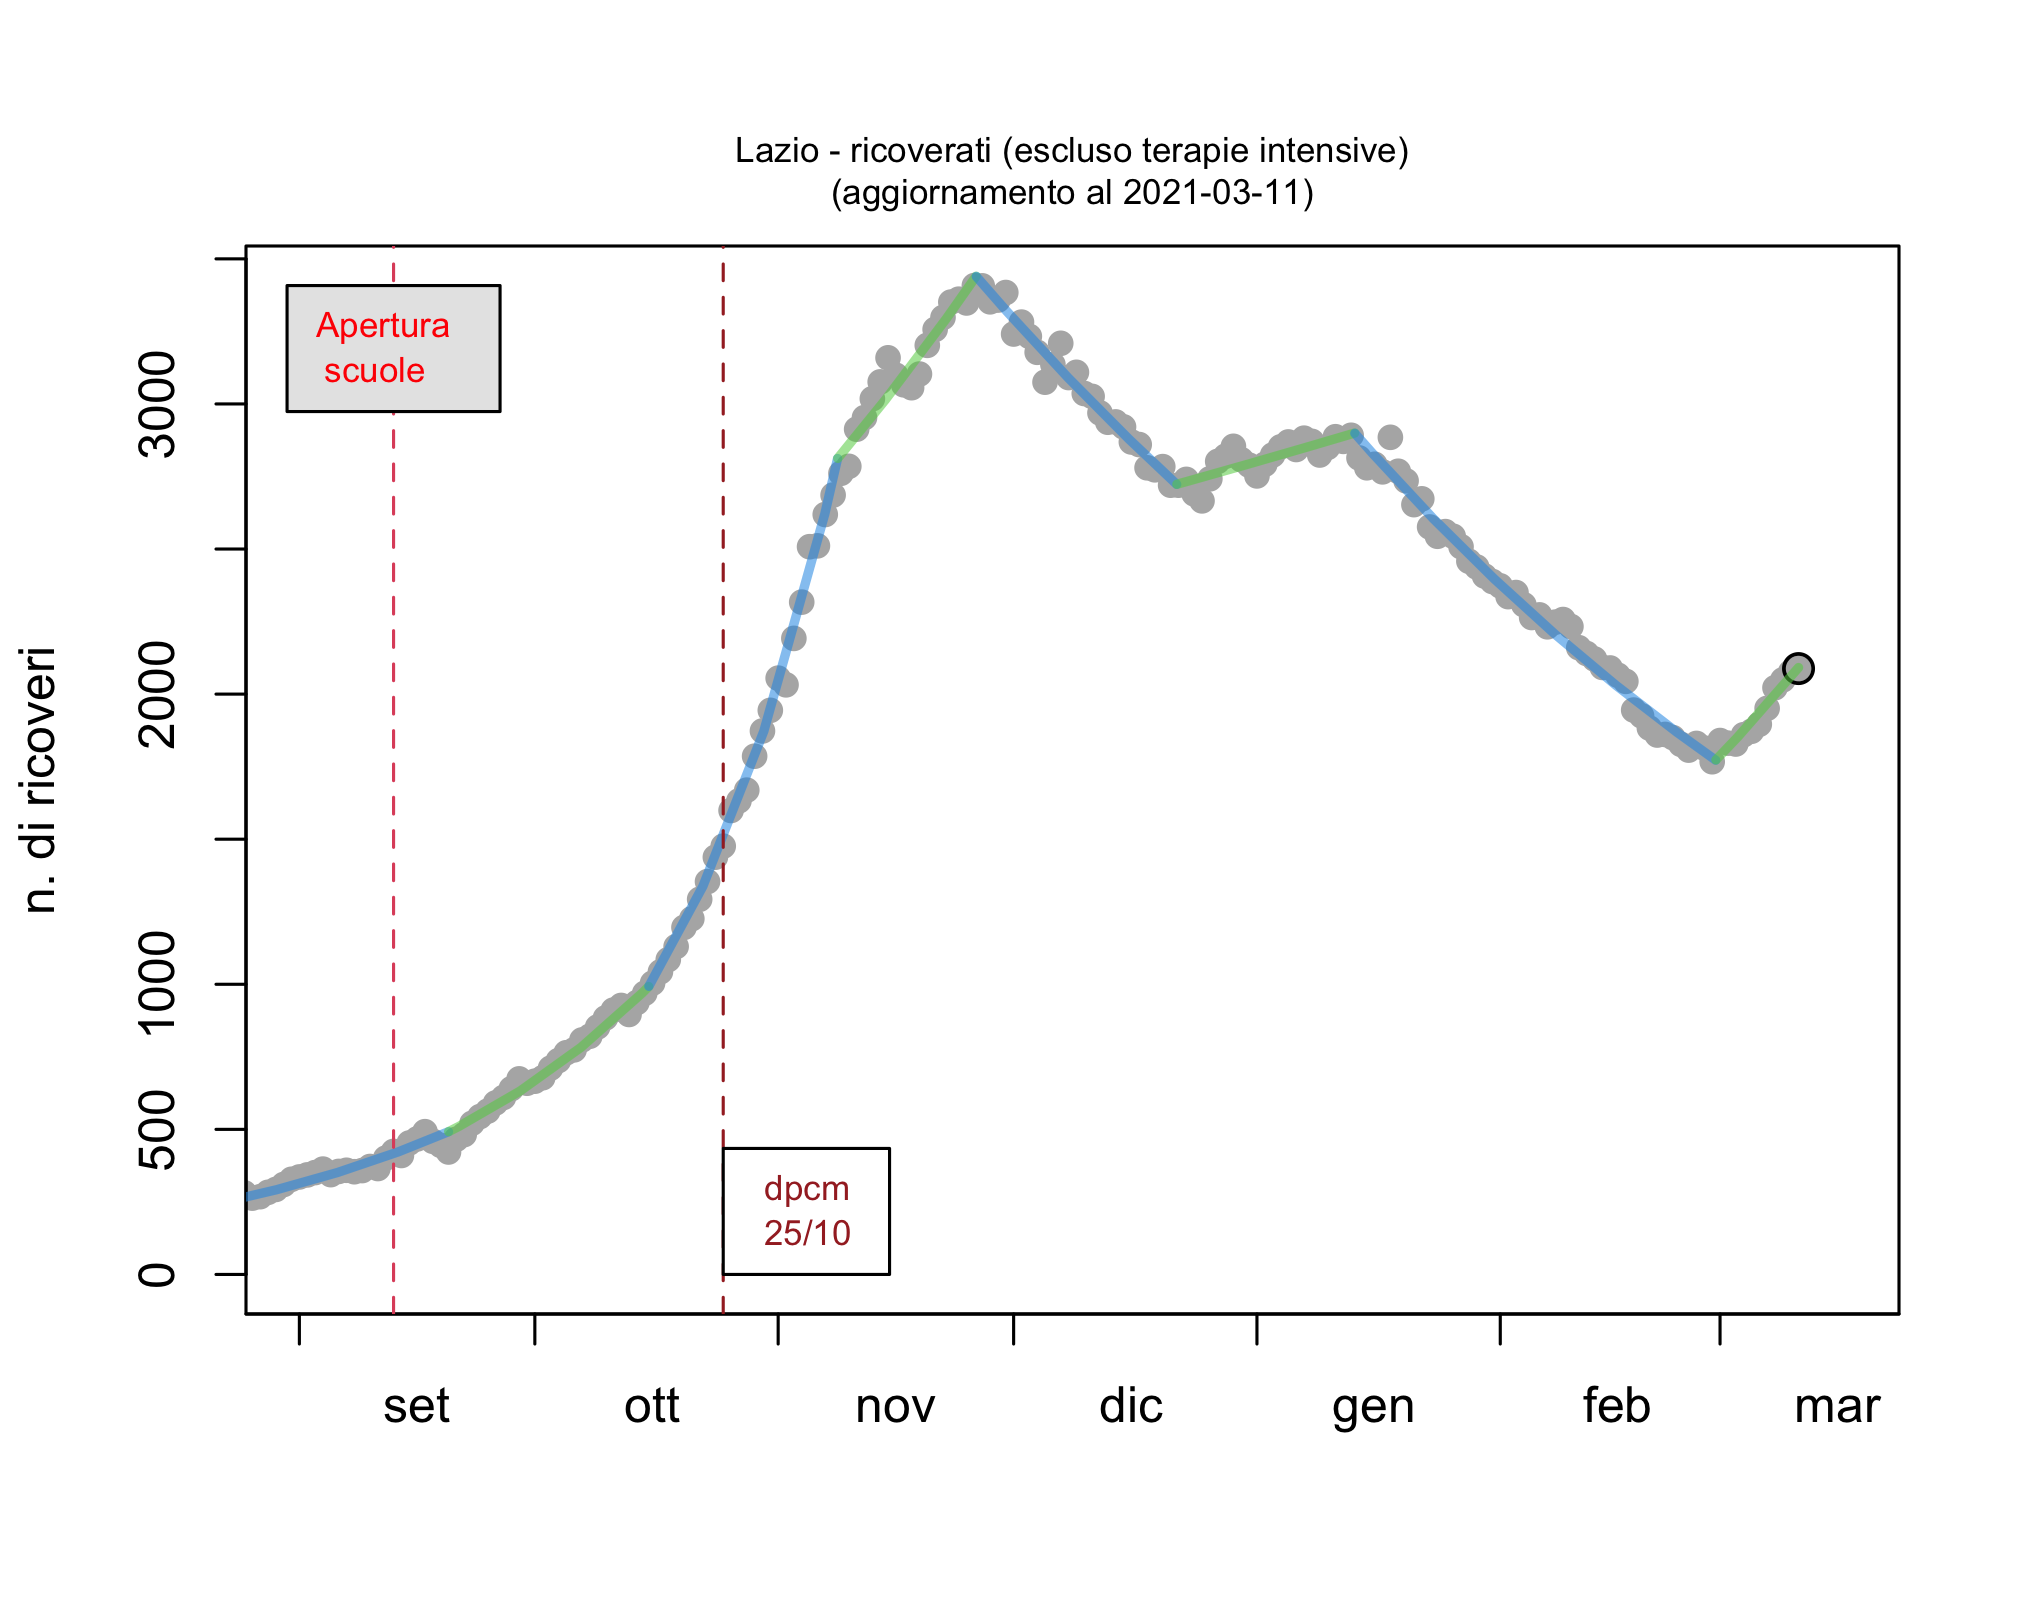 Lazio - ricoverati (escluso terapie intensive)
(aggiornamento al 2021-03-11)
Apertura
scuole
n. di ricoveri
3000
2000
1000
500
0
dpcm
25/10
set ott nov dic gen feb mar